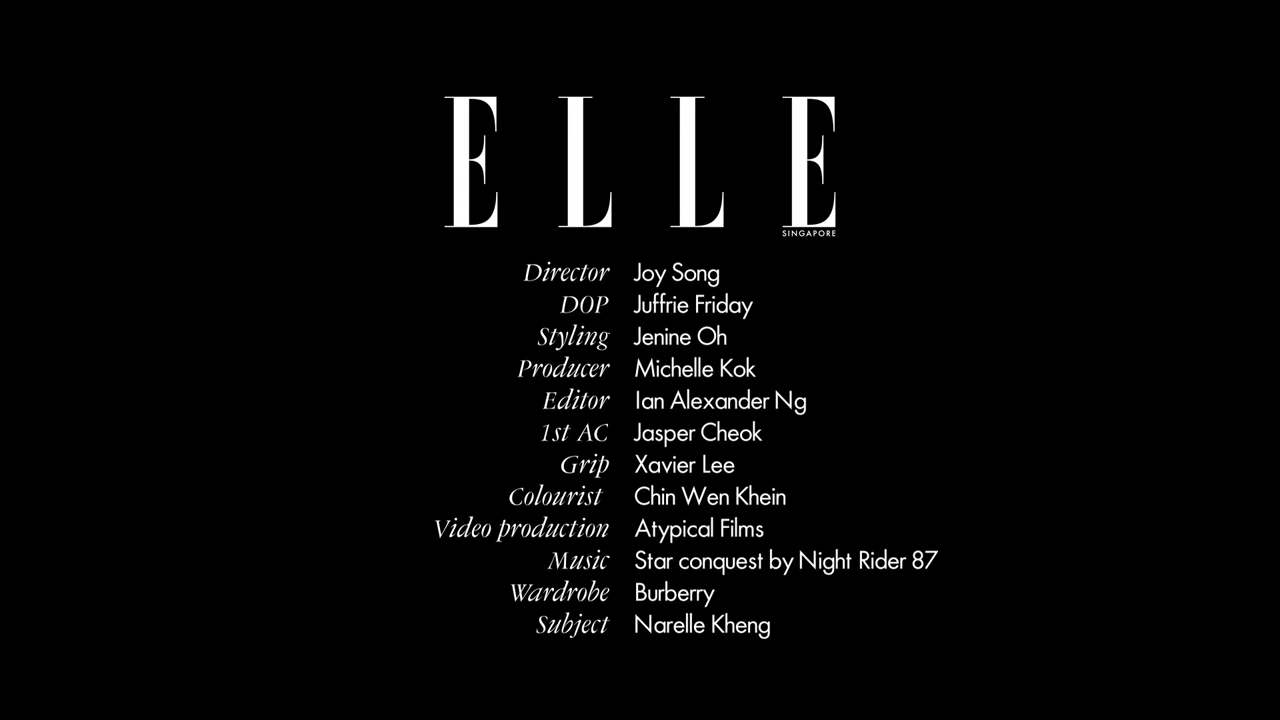 ELLE
SINGAPORE
Director Joy Song
DOP Juffrie Friday
Styling Jenine Oh
Producer Michelle Kok
Editor Ian Alexander Ng
1st AC Jasper Cheok
Grip Xavier Lee
Colourist Chin Wen Khein
Video production Atypical Films
Music Star conquest by Night Rider 87
Wardrobe Burberry
Subject Narelle Kheng